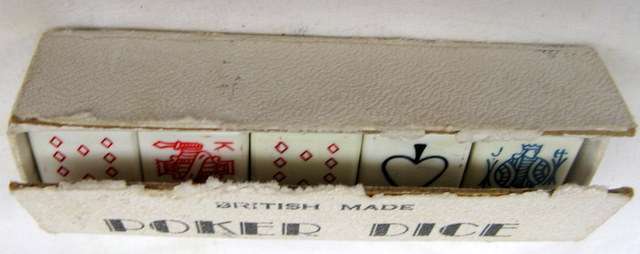 K
J
BRITISH MADE
POKER DICE